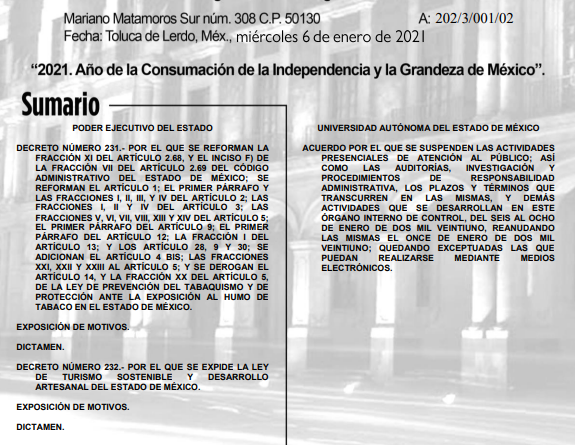 Mariano Matamoros Sur núm. 308 C.P. 50130
A: 202/3/001/02
Fecha: Toluca de Lerdo, Méx., miércoles 6 de enero de 2021
“2021. Año de la Consumación de la Independencia y la Grandeza de México”.
Sumario
PODER EJECUTIVO DEL ESTADO
DECRETO NÚMERO 231.- POR EL QUE SE REFORMAN LA
FRACCIÓN XI DEL ARTÍCULO 2.68, Y EL INCISO F) DE
LA FRACCIÓN VII DEL ARTÍCULO 2.69 DEL CÓDIGO
ADMINISTRATIVO DEL ESTADO DE MÉXICO; SE
REFORMAN EL ARTÍCULO 1; EL PRIMER PÁRRAFO Y
LAS FRACCIONES I, II, III, Y IV DEL ARTÍCULO 2; LAS
FRACCIONES I, II Y IV DEL ARTÍCULO 3; LAS
FRACCIONES V, VI, VII, VIII, XIII Y XIV DEL ARTÍCULO 5;
EL PRIMER PÁRRAFO DEL ARTÍCULO 9; EL PRIMER
PÁRRAFO DEL ARTÍCULO 12; LA FRACCIÓN I DEL
ARTÍCULO 13; Y LOS ARTÍCULOS 28, 9 Y 30; SE
ADICIONAN EL ARTÍCULO 4 BIS; LAS FRACCIONES
XXI, XXII Y XXIII AL ARTÍCULO 5; Y SE DEROGAN EL
ARTÍCULO 14, Y LA FRACCIÓN XX DEL ARTÍCULO 5,
DE LA LEY DE PREVENCIÓN DEL TABAQUISMO Y DE
PROTECCIÓN ANTE LA EXPOSICIÓN AL HUMO DE
TABACO EN EL ESTADO DE MÉXICO.
EXPOSICIÓN DE MOTIVOS.
DICTAMEN.
DECRETO NÚMERO 232.- POR EL QUE SE EXPIDE LA LEY
DE TURISMO SOSTENIBLE Y DESARROLLO
ARTESANAL DEL ESTADO DE MÉXICO.
EXPOSICIÓN DE MOTIVOS.
DICTAMEN.
UNIVERSIDAD AUTÓNOMA DEL ESTADO DE MÉXICO
ACUERDO POR EL QUE SE SUSPENDEN LAS ACTIVIDADES
PRESENCIALES DE ATENCIÓN AL PÚBLICO; ASÍ
COMO LAS AUDITORÍAS, INVESTIGACIÓN Y
PROCEDIMIENTOS DE RESPONSABILIDAD
ADMINISTRATIVA, LOS PLAZOS Y TÉRMINOS QUE
TRANSCURREN EN LAS MISMAS, Y DEMÁS
ACTIVIDADES QUE SE DESARROLLAN EN ESTE
ÓRGANO INTERNO DE CONTROL, DEL SEIS AL OCHO
DE ENERO DE DOS MIL VEINTIUNO, REANUDANDO
LAS MISMAS EL ONCE DE ENERO DE DOS MIL
VEINTIUNO; QUEDANDO EXCEPTUADAS LAS QUE
PUEDAN REALIZARSE MEDIANTE MEDIOS
ELECTRÓNICOS.